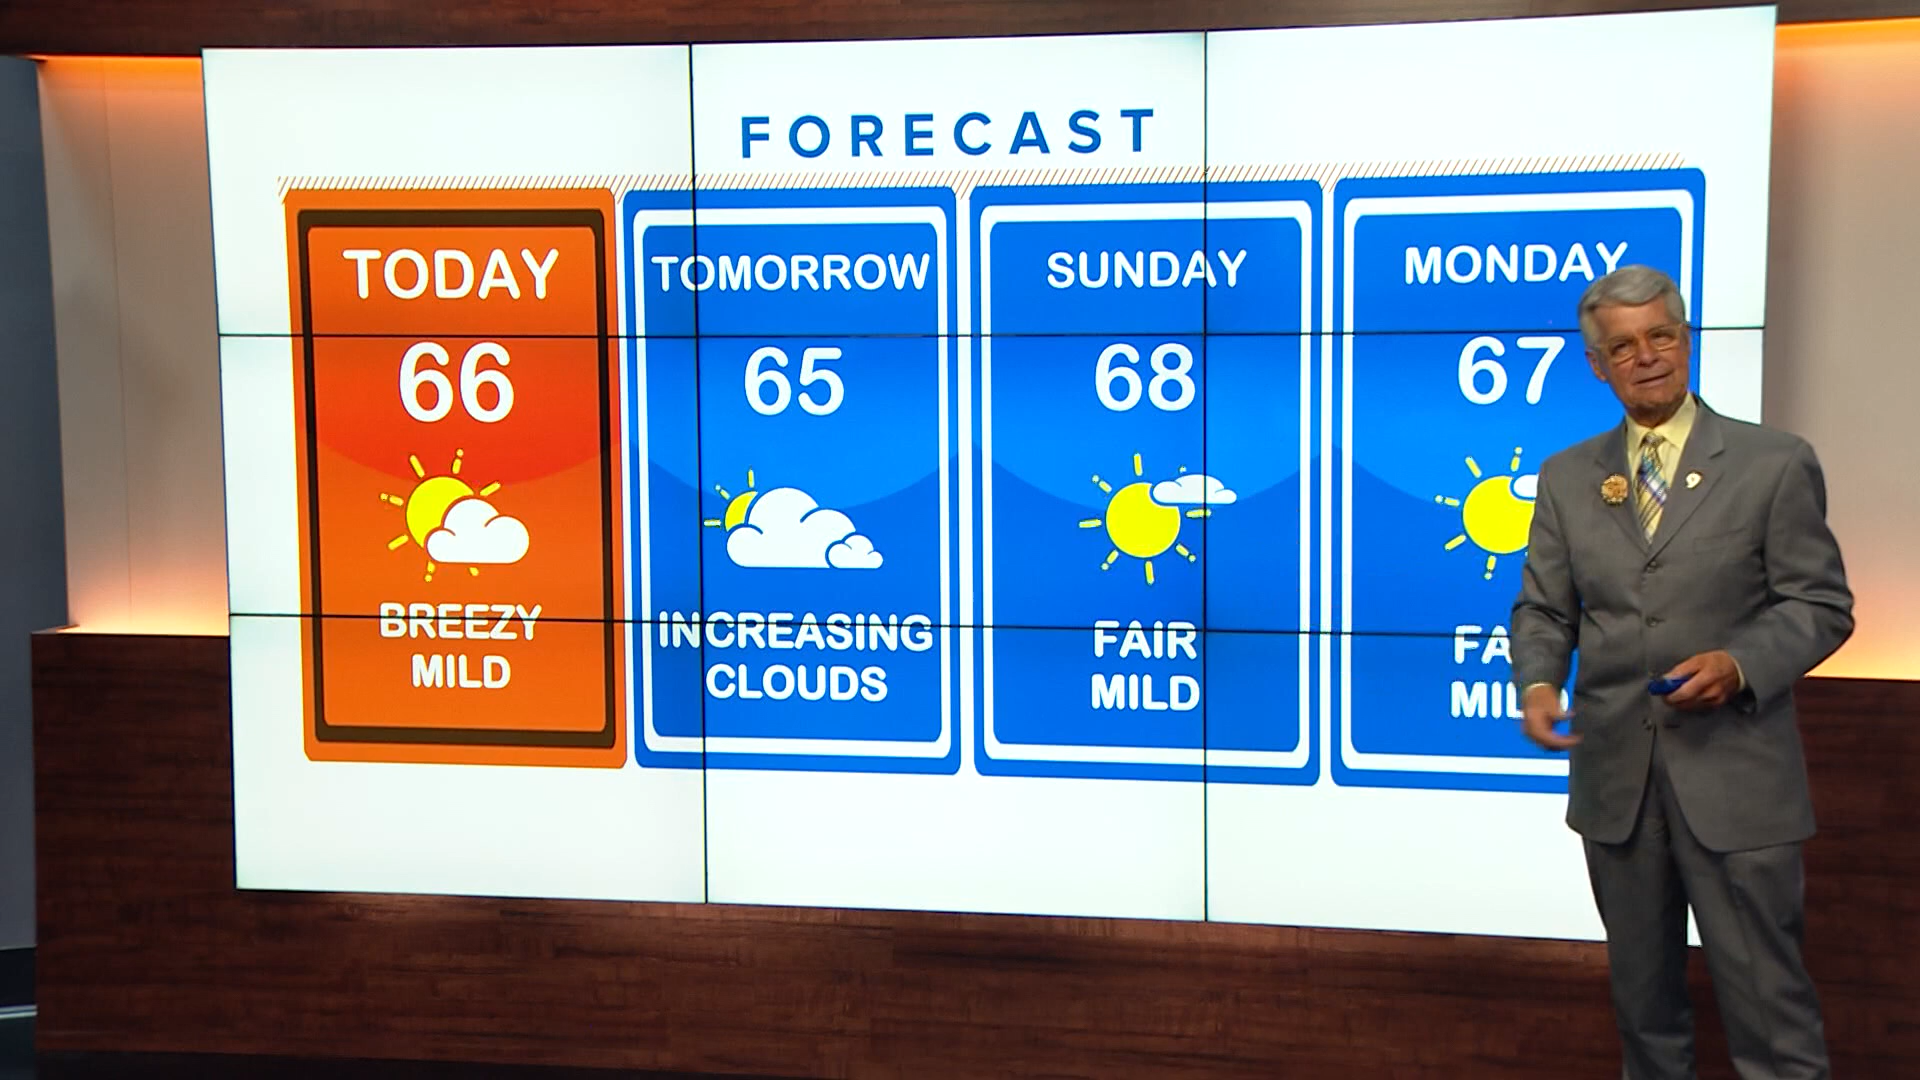 FORECAST
TODAY
66
BREEZY
MILD
TOMORROW
65
INCREASING
CLOUDS
SUNDAY
68
FAIR
MILD
MONDAY
67